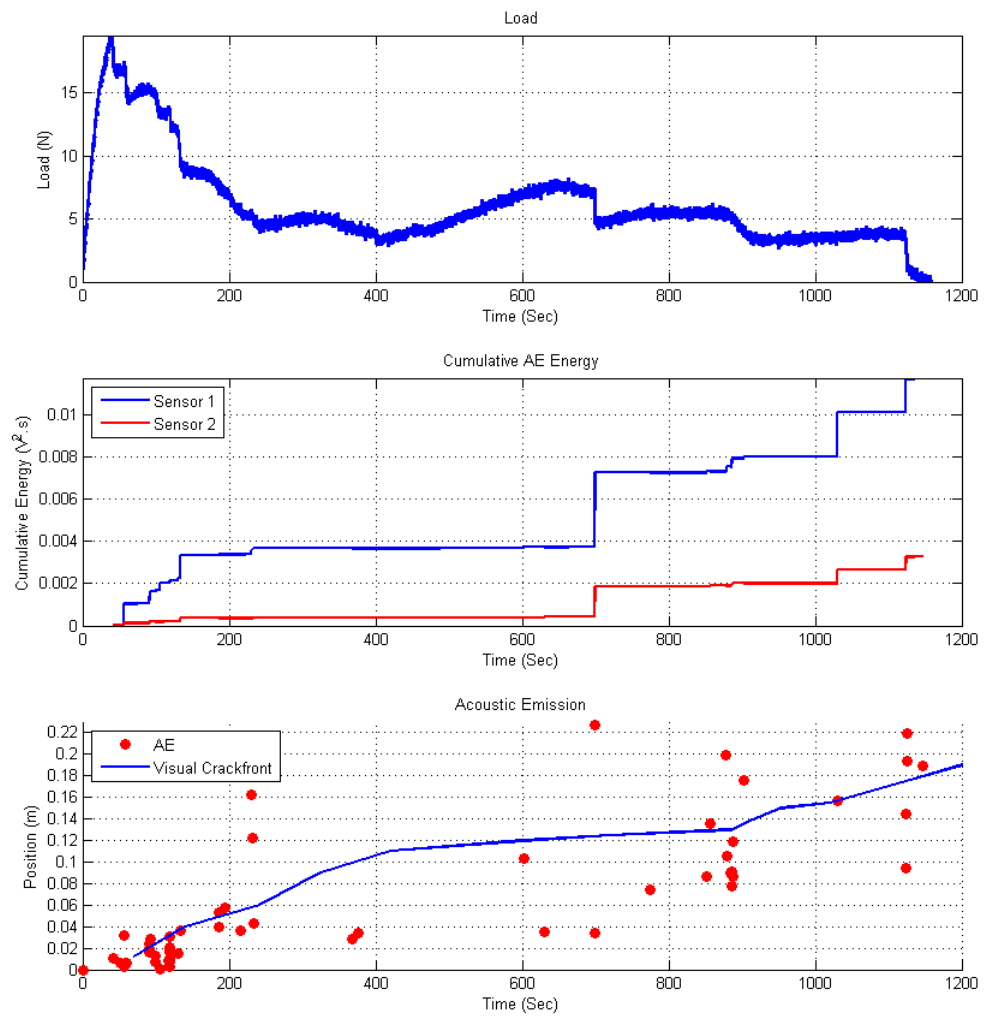 Load
15
10
5
0
Load (N)
0 200 400 600 800 1000 1200
Time (Sec)
Cumulative AE Energy
Sensor 1
Sensor 2
0.01
0.008
0.006
0.004
0.002
0
Cumulative Energy (V².s)
0 200 400 600 800 1000 1200
Time (Sec)
Acoustic Emission
AE
Visual Crackfront
0.22
0.2
0.18
0.16
0.14
0.12
0.1
0.08
0.06
0.04
0.02
0
Position (m)
0 200 400 600 800 1000 1200
Time (Sec)